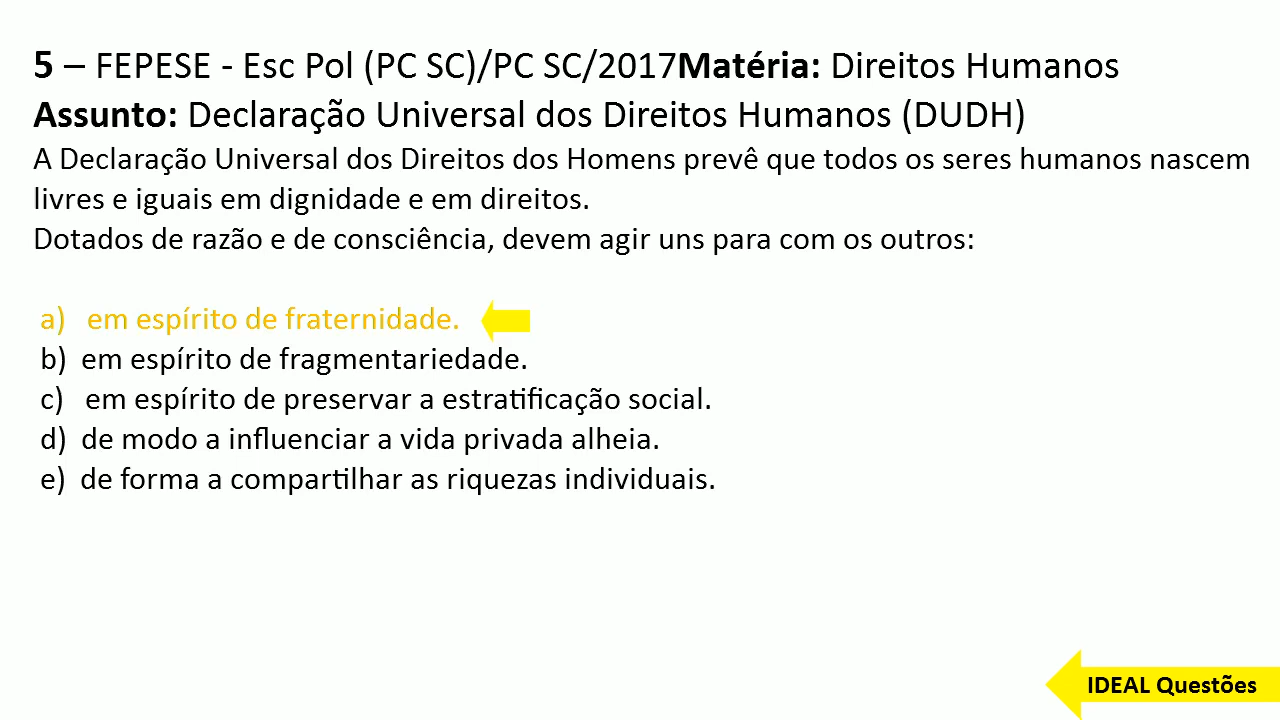 5 – FEPESE - Esc Pol (PC SC)/PC SC/2017Matéria: Direitos Humanos
Assunto: Declaração Universal dos Direitos Humanos (DUDH)
A Declaração Universal dos Direitos dos Homens prevê que todos os seres humanos nascem
livres e iguais em dignidade e em direitos.
Dotados de razão e de consciência, devem agir uns para com os outros:
a) em espírito de fraternidade.
b) em espírito de fragmentariedade.
c) em espírito de preservar a estratificação social.
d) de modo a influenciar a vida privada alheia.
e) de forma a compartilhar as riquezas individuais.
IDEAL Questões